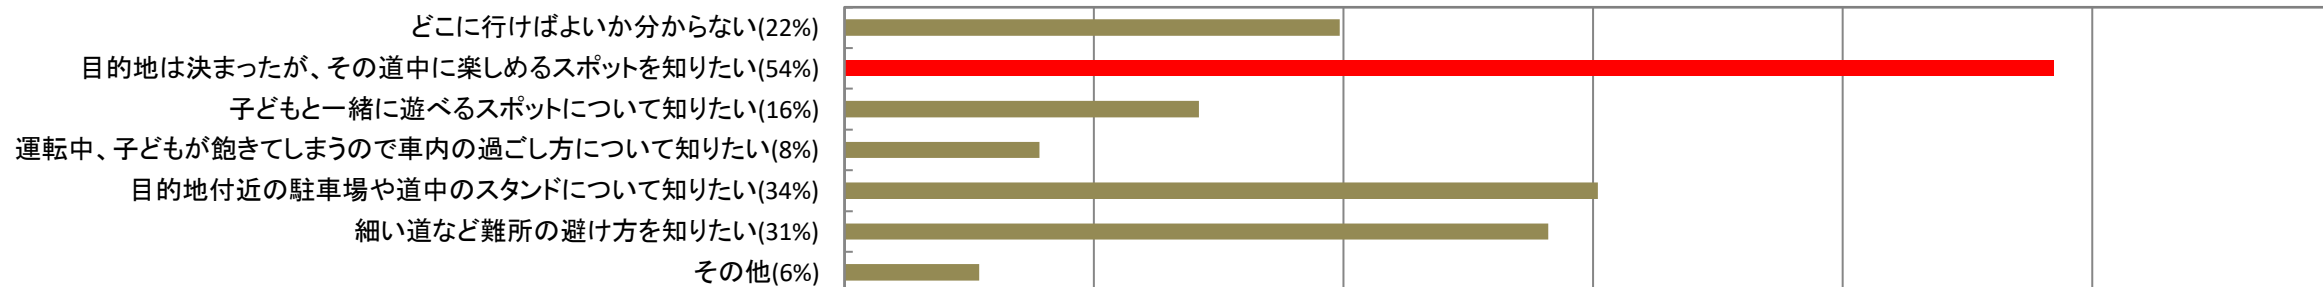 どこに行けばよいか分からない(22%)
目的地は決まったが、その道中に楽しめるスポットを知りたい(54%)
子どもと一緒に遊べるスポットについて知りたい(16%)
運転中、子どもが飽きてしまうので車内の過ごし方について知りたい(8%)
目的地付近の駐車場や道中のスタンドについて知りたい(34%)
細い道など難所の避け方を知りたい(31%)
その他(6%)